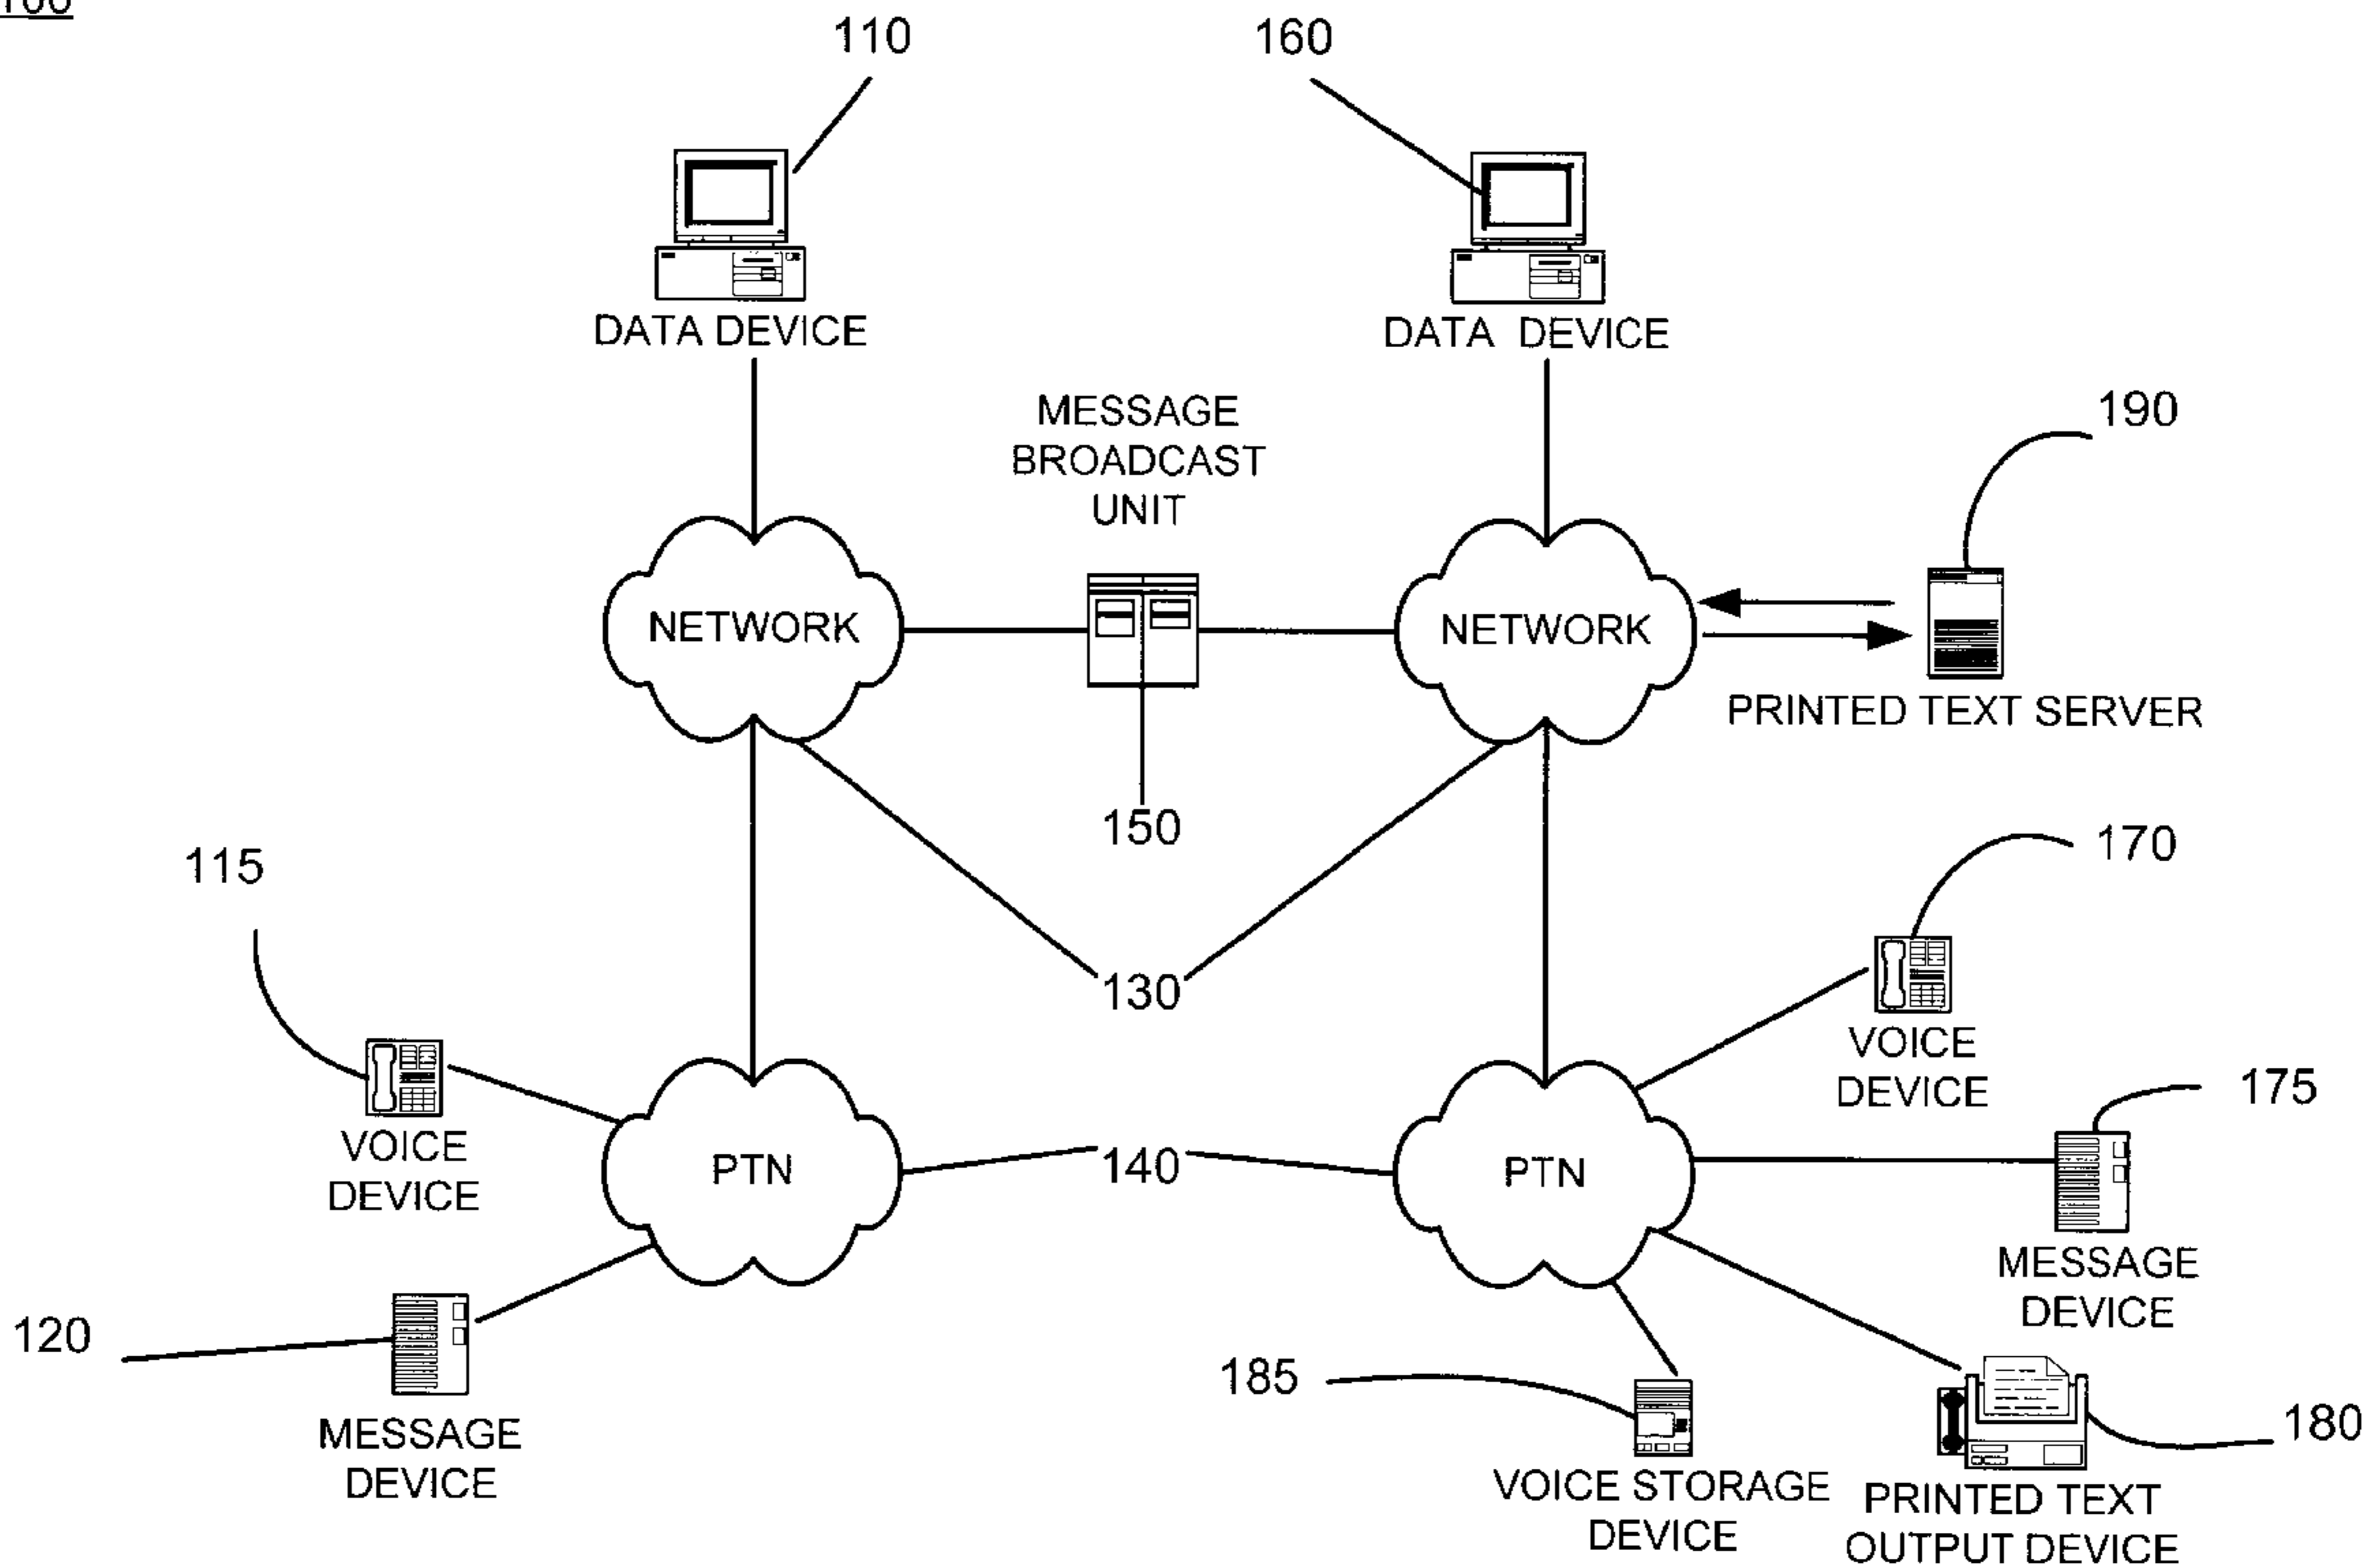 110
160
DATA DEVICE
DATA DEVICE
MESSAGE
BROADCAST
UNIT
190
NETWORK
NETWORK
PRINTED TEXT SERVER
150
170
115
130
VOICE
DEVICE
175
VOICE
DEVICE
PTN
140
PTN
MESSAGE
DEVICE
120
185
180
MESSAGE
DEVICE
VOICE STORAGE
DEVICE
PRINTED TEXT
OUTPUT DEVICE